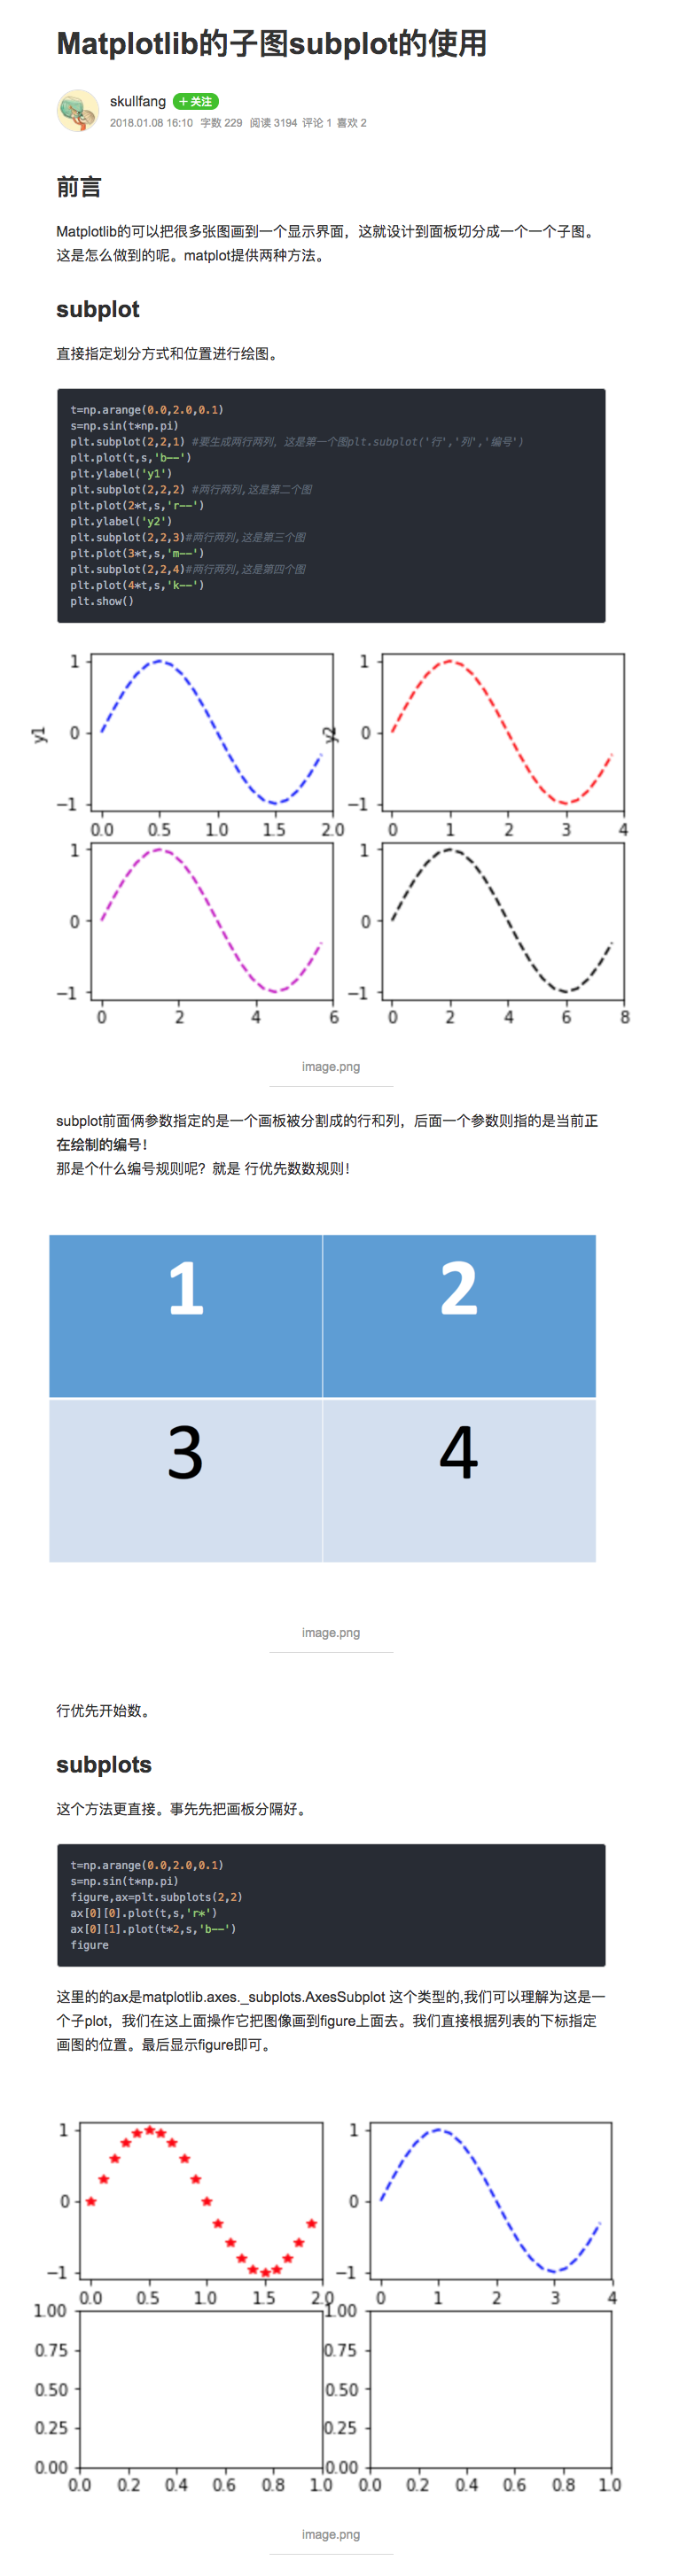 Matplotlib的子图subplot的使用
skullfang ＋关注
2018.01.08 16:10 字数 229 阅读 3194 评论 1 喜欢 2
前言
Matplotlib的可以把很多张图画到一个显示界面，这就设计到面板切分成一个一个子图。
这是怎么做到的呢。matplot提供两种方法。
subplot
直接指定划分方式和位置进行绘图。
t=np.arange(0.0,2.0,0.1)
s=np.sin(t*np.pi)
plt.subplot(2,2,1) #要生成两行两列，这是第一个图plt.subplot('行','列','编号')
plt.plot(t,s,'b--')
plt.ylabel('y1')
plt.subplot(2,2,2) #两行两列,这是第二个图
plt.plot(2*t,s,'r--')
plt.ylabel('y2')
plt.subplot(2,2,3)#两行两列,这是第三个图
plt.plot(3*t,s,'m--')
plt.subplot(2,2,4)#两行两列,这是第四个图
plt.plot(4*t,s,'k--')
plt.show()
1 1
y1 0 y2 0
−1 −1
0.0 0.5 1.0 1.5 2.0 0 1 2 3 4
1 1
0 0
−1 −1
0 2 4 6 0 2 4 6 8
image.png
subplot前面俩参数指定的是一个画板被分割成的行和列，后面一个参数则指的是当前正
在绘制的编号！
那是个什么编号规则呢？就是 行优先数数规则！
1 2
3 4
image.png
行优先开始数。
subplots
这个方法更直接。事先先把画板分隔好。
t=np.arange(0.0,2.0,0.1)
s=np.sin(t*np.pi)
figure,ax=plt.subplots(2,2)
ax[0][0].plot(t,s,'r*')
ax[0][1].plot(t*2,s,'b--')
figure
这里的的ax是matplotlib.axes._subplots.AxesSubplot 这个类型的,我们可以理解为这是一
个子plot，我们在这上面操作它把图像画到figure上面去。我们直接根据列表的下标指定
画图的位置。最后显示figure即可。
1 1
0 0
−1 −1
0.0 0.5 1.0 1.5 2.0 0 1 2 3 4
1.00 1.00
0.75 0.75
0.50 0.50
0.25 0.25
0.00 0.00
0.0 0.2 0.4 0.6 0.8 1.0 0.0 0.2 0.4 0.6 0.8 1.0
image.png